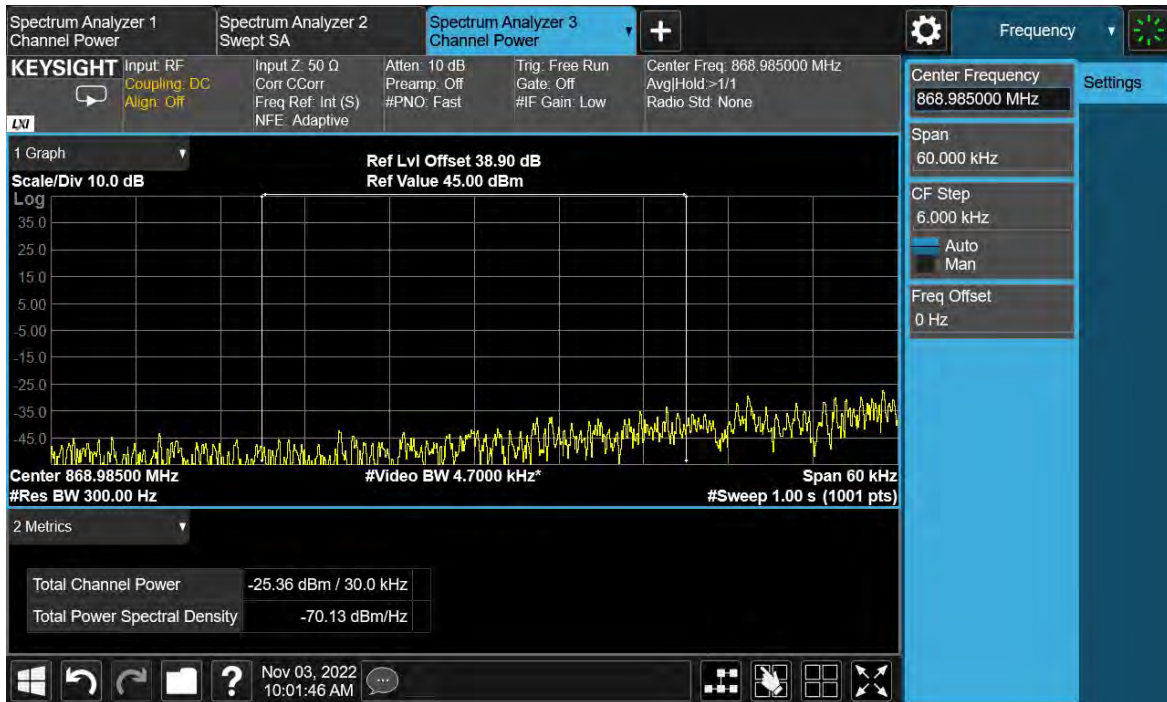 Spectrum Analyzer 1
Channel Power
Spectrum Analyzer 2
Swept SA
Spectrum Analyzer 3
Channel Power
Frequency
KEYSIGHT
LXI
Input: RF
Coupling: DC
Align: Off
Input Z: 50 Ω
Corr CCorr
Freq Ref: Int (S)
NFE: Adaptive
Atten: 10 dB
Preamp: Off
#PNO: Fast
Trig: Free Run
Gate: Off
#IF Gain: Low
Center Freq: 868.985000 MHz
Avg|Hold:>1/1
Radio Std: None
1 Graph
Scale/Div 10.0 dB
Ref Lvl Offset 38.90 dB
Ref Value 45.00 dBm
Log
35.0
25.0
15.0
5.00
-5.00
-15.0
-25.0
-35.0
-45.0
Center 868.98500 MHz
#Video BW 4.7000 kHz*
Span 60 kHz
#Res BW 300.00 Hz
#Sweep 1.00 s (1001 pts)
2 Metrics
Total Channel Power -25.36 dBm / 30.0 kHz
Total Power Spectral Density -70.13 dBm/Hz
?
Nov 03, 2022
10:01:46 AM
Center Frequency
868.985000 MHz
Settings
Span
60.000 kHz
CF Step
6.000 kHz
Auto
Man
Freq Offset
0 Hz